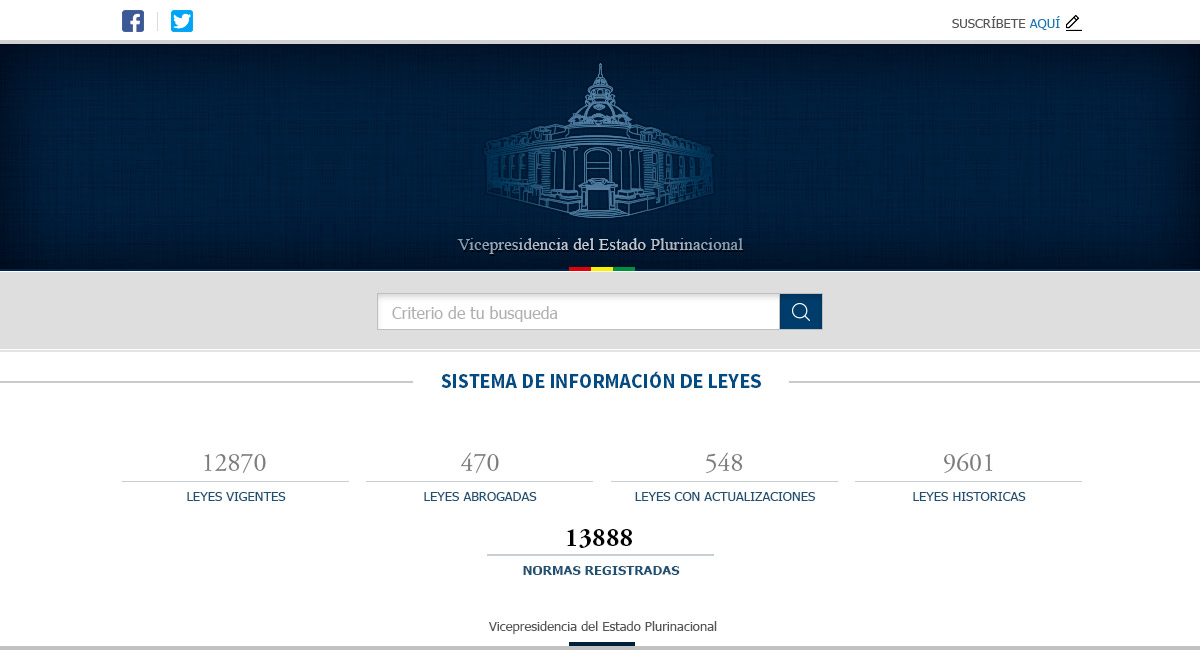 SUSCRÍBETE AQUÍ
Vicepresidencia del Estado Plurinacional
Criterio de tu busqueda
SISTEMA DE INFORMACIÓN DE LEYES
12870
LEYES VIGENTES
470
LEYES ABROGADAS
548
LEYES CON ACTUALIZACIONES
9601
LEYES HISTORICAS
13888
NORMAS REGISTRADAS
Vicepresidencia del Estado Plurinacional